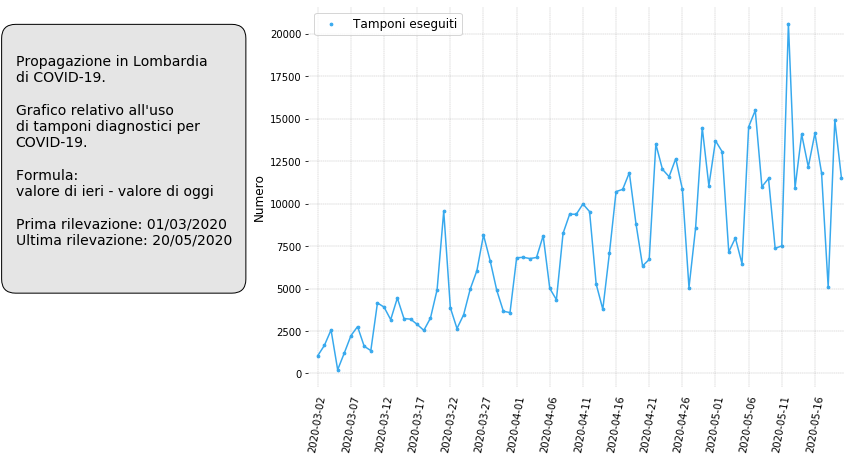 Propagazione in Lombardia
di COVID-19.
Grafico relativo all'uso
di tamponi diagnostici per
COVID-19.
Formula:
valore di ieri - valore di oggi
Prima rilevazione: 01/03/2020
Ultima rilevazione: 20/05/2020
Tamponi eseguiti
Numero
20000
17500
15000
12500
10000
7500
5000
2500
0
2020-03-02
2020-03-07
2020-03-12
2020-03-17
2020-03-22
2020-03-27
2020-04-01
2020-04-06
2020-04-11
2020-04-16
2020-04-21
2020-04-26
2020-05-01
2020-05-06
2020-05-11
2020-05-16